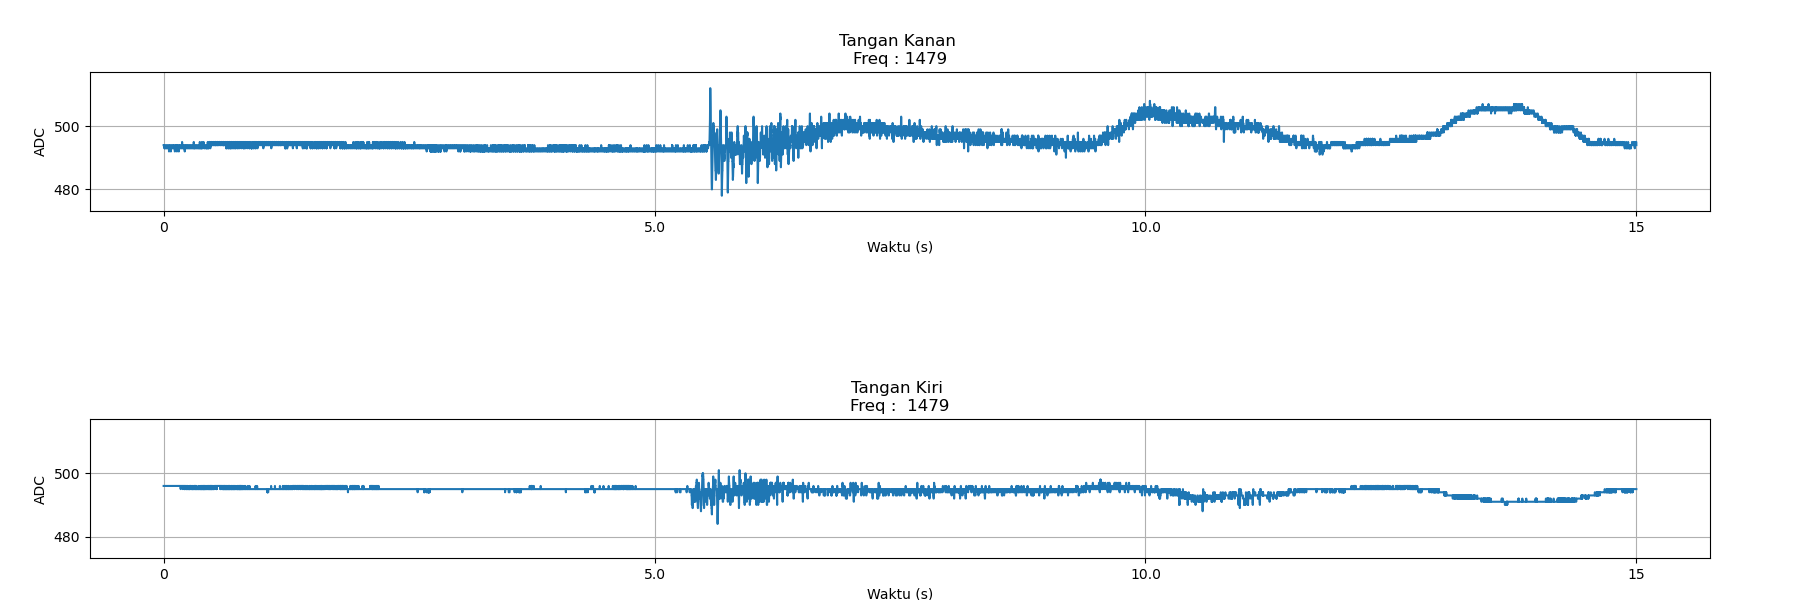 Tangan Kanan
Freq : 1479
ADC
500
480
0 5.0 10.0 15
Waktu (s)
Tangan Kiri
Freq :  1479
ADC
500
480
0 5.0 10.0 15
Waktu (s)